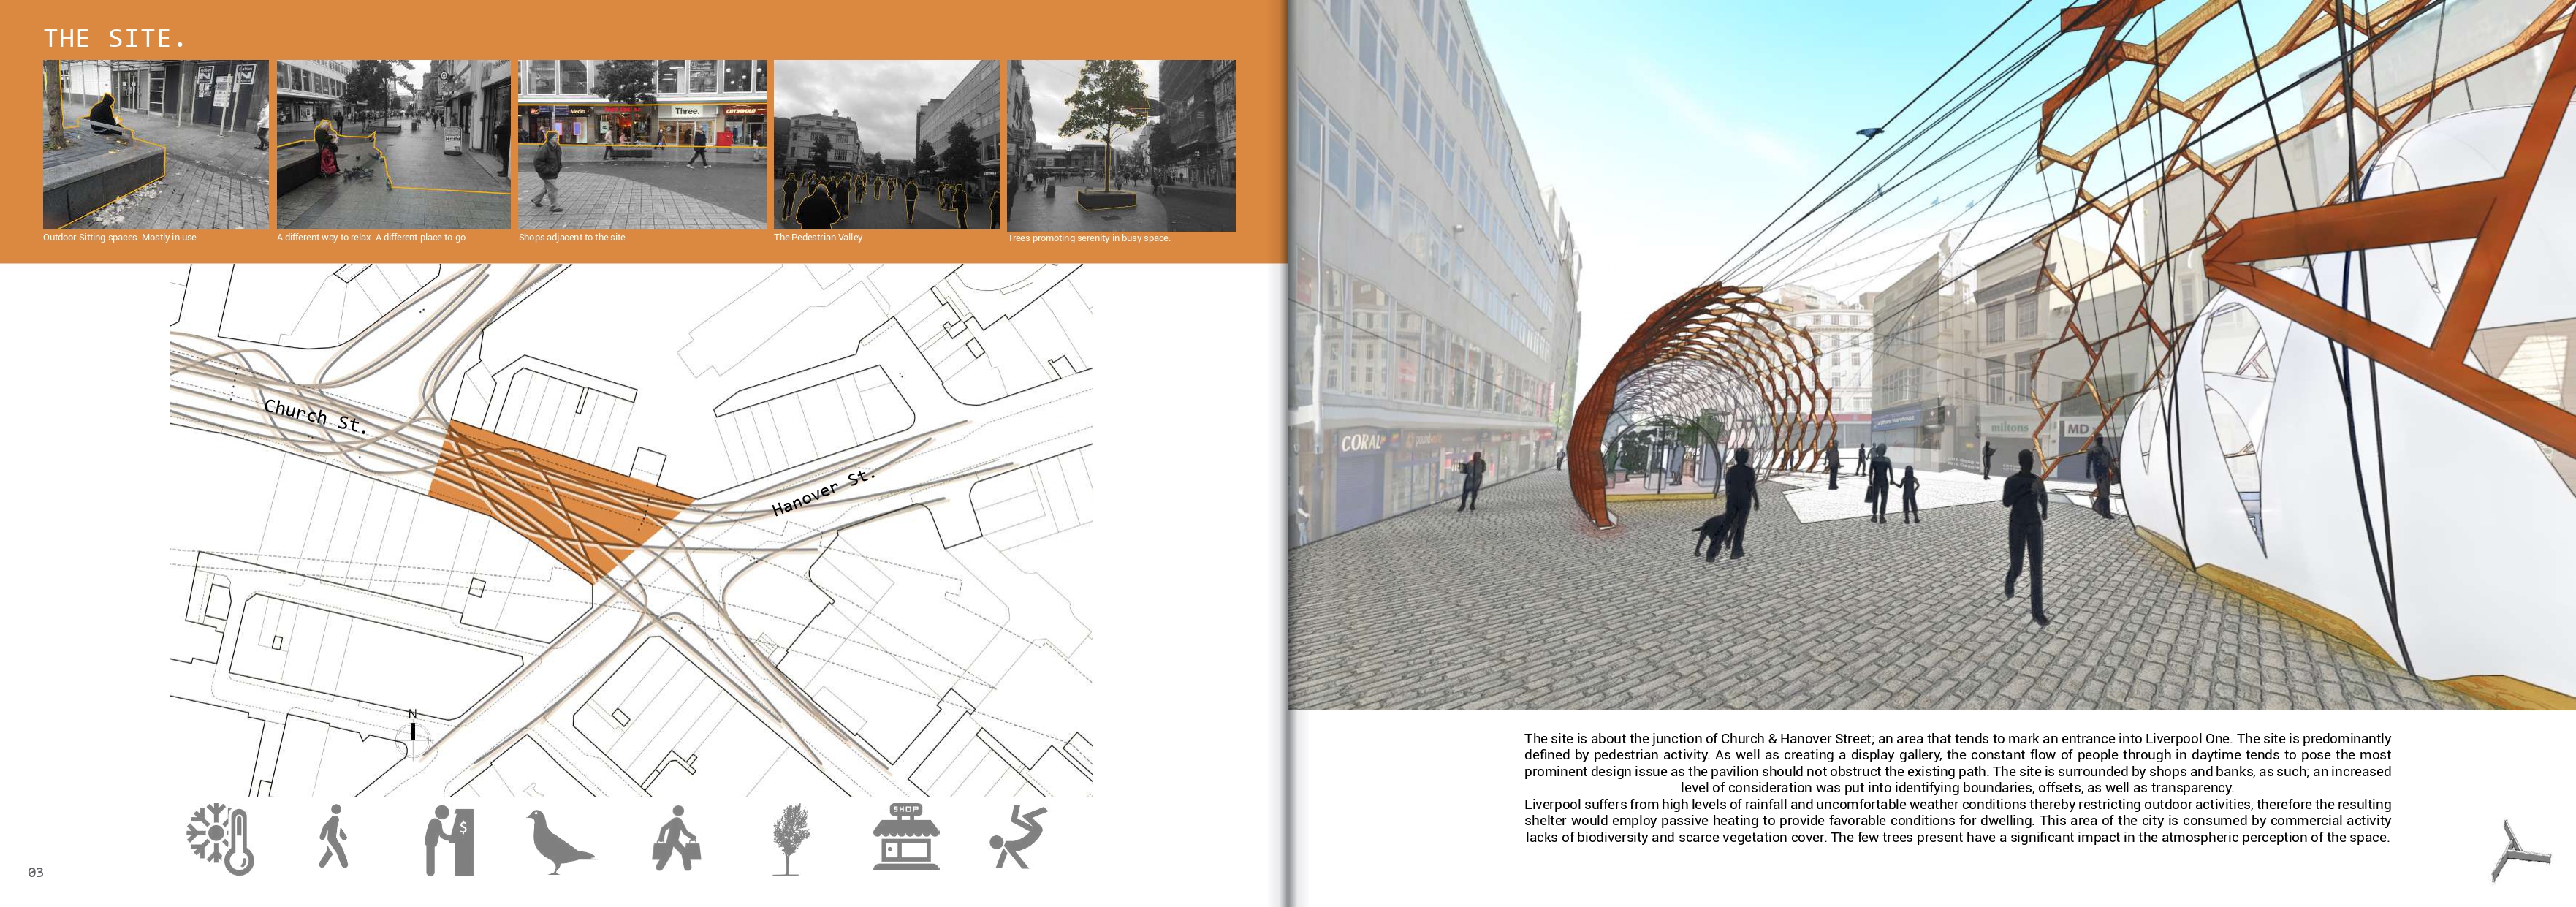 THE SITE.
Three.
COTSWOLD
Outdoor Sitting spaces. Mostly in use.
A different way to relax. A different place to go.
Shops adjacent to the site.
The Pedestrian Valley.
Trees promoting serenity in busy space.
Church St.
Hanover St.
N
SHOP
$
03
CORAL
miltons
MD
The site is about the junction of Church & Hanover Street; an area that tends to mark an entrance into Liverpool One. The site is predominantly
defined by pedestrian activity. As well as creating a display gallery, the constant flow of people through in daytime tends to pose the most
prominent design issue as the pavilion should not obstruct the existing path. The site is surrounded by shops and banks, as such; an increased
level of consideration was put into identifying boundaries, offsets, as well as transparency.
Liverpool suffers from high levels of rainfall and uncomfortable weather conditions thereby restricting outdoor activities, therefore the resulting
shelter would employ passive heating to provide favorable conditions for dwelling. This area of the city is consumed by commercial activity
lacks of biodiversity and scarce vegetation cover. The few trees present have a significant impact in the atmospheric perception of the space.